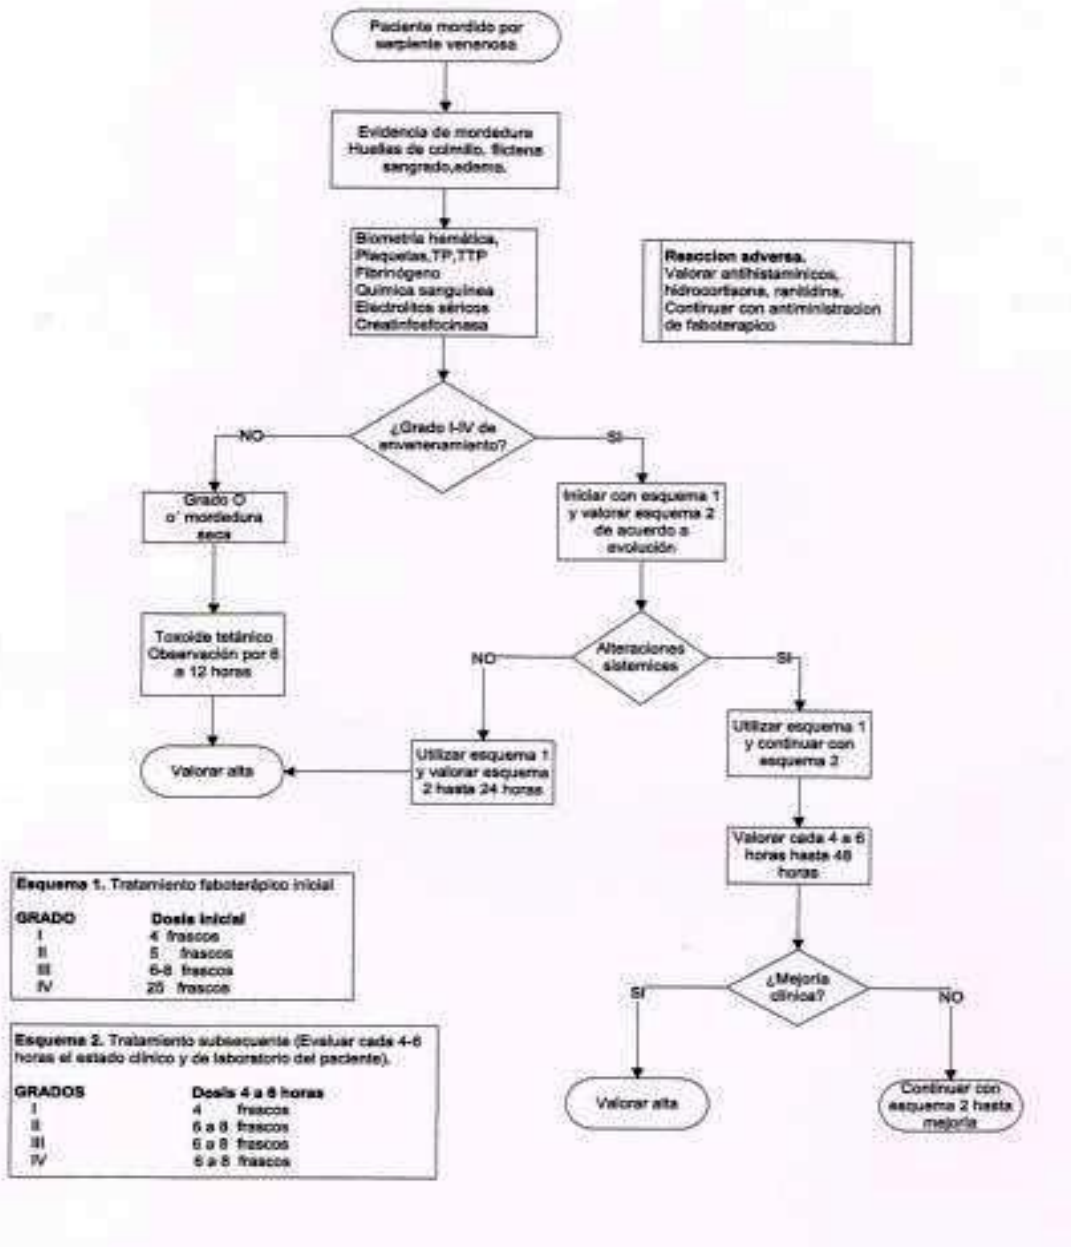 Paciente mordido por
serpiente venenosa
Evidencia de mordedura
Huellas de colmillo, flictena
sangrado,edema.
Biometría hemática,
Plaquetas,TP,TTP
Fibrinógeno
Química sanguínea
Electrolitos séricos
Creatinfosfocinasa
Reaccion adversa.
Valorar antihistamínicos,
hidrocortisona, ranitidina,
Continuar con antiministracion
de faboterapico
¿Grado I-IV de
envenenamiento?
NO
SI
Grado O
o´ mordedura
seca
Iniciar con esquema 1
y valorar esquema 2
de acuerdo a
evolución
Toxoide tetánico
Observación por 6
a 12 horas
Alteraciones
sistemices
NO
SI
Valorar alta
Utilizar esquema 1
y valorar esquema
2 hasta 24 horas
Utilizar esquema 1
y continuar con
esquema 2
Valorar cada 4 a 6
horas hasta 48
horas
Esquema 1. Tratamiento faboterápico inicial
GRADO Dosis inicial
I 4 frascos
II 5 frascos
III 6-8 frascos
IV 25 frascos
¿Mejoría
clínica?
SI
NO
Esquema 2. Tratamiento subsecuente (Evaluar cada 4-6
horas el estado clínico y de laboratorio del paciente).
GRADOS Dosis 4 a 6 horas
I 4 frascos
II 6 a 8 frascos
III 6 a 8 frascos
IV 6 a 8 frascos
Valorar alta
Continuar con
esquema 2 hasta
mejoría